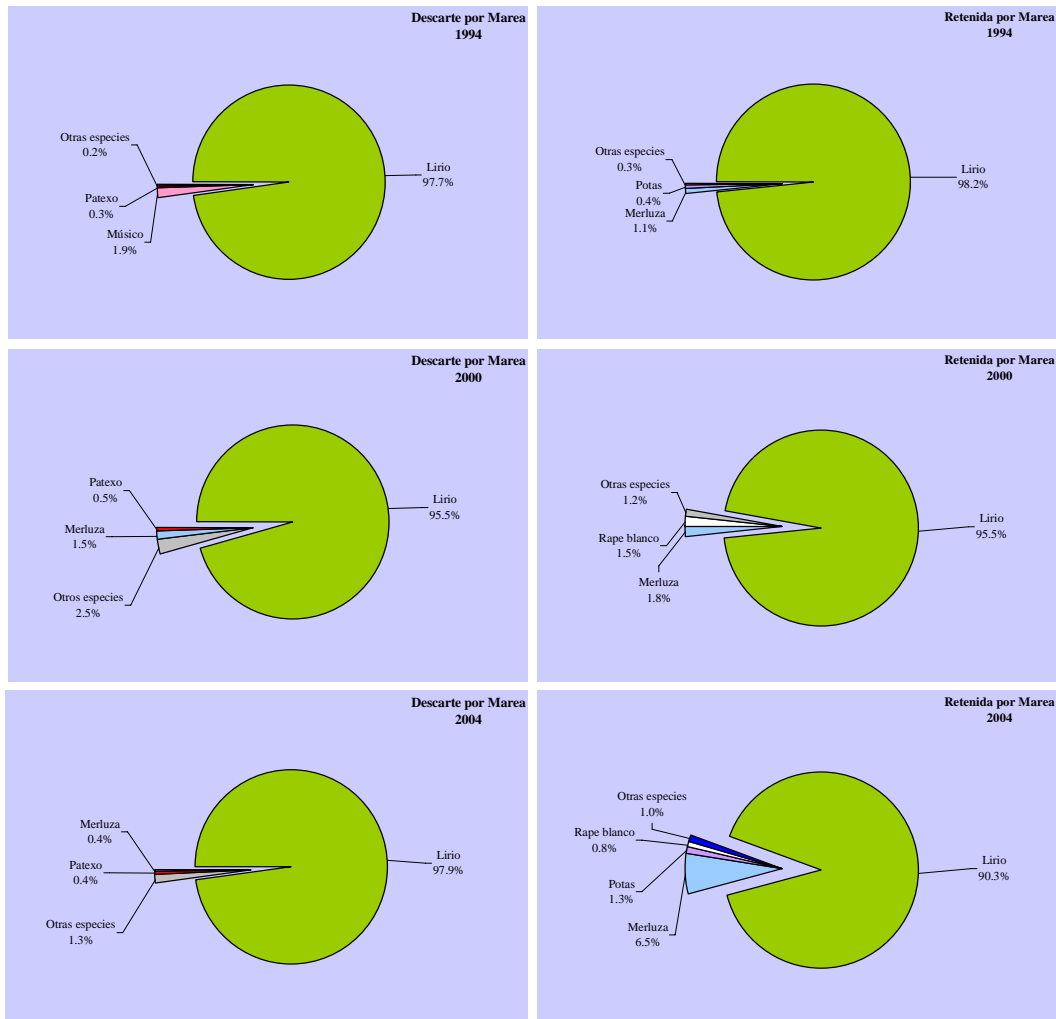 Descarte por Marea
1994
Otras especies
0.2%
Patexo
0.3%
Músico
1.9%
Lirio
97.7%
Retenida por Marea
1994
Otras especies
0.3%
Potas
0.4%
Merluza
1.1%
Lirio
98.2%
Descarte por Marea
2000
Patexo
0.5%
Merluza
1.5%
Otros especies
2.5%
Lirio
95.5%
Retenida por Marea
2000
Otras especies
1.2%
Rape blanco
1.5%
Merluza
1.8%
Lirio
95.5%
Descarte por Marea
2004
Merluza
0.4%
Patexo
0.4%
Otras especies
1.3%
Lirio
97.9%
Retenida por Marea
2004
Otras especies
1.0%
Rape blanco
0.8%
Potas
1.3%
Merluza
6.5%
Lirio
90.3%